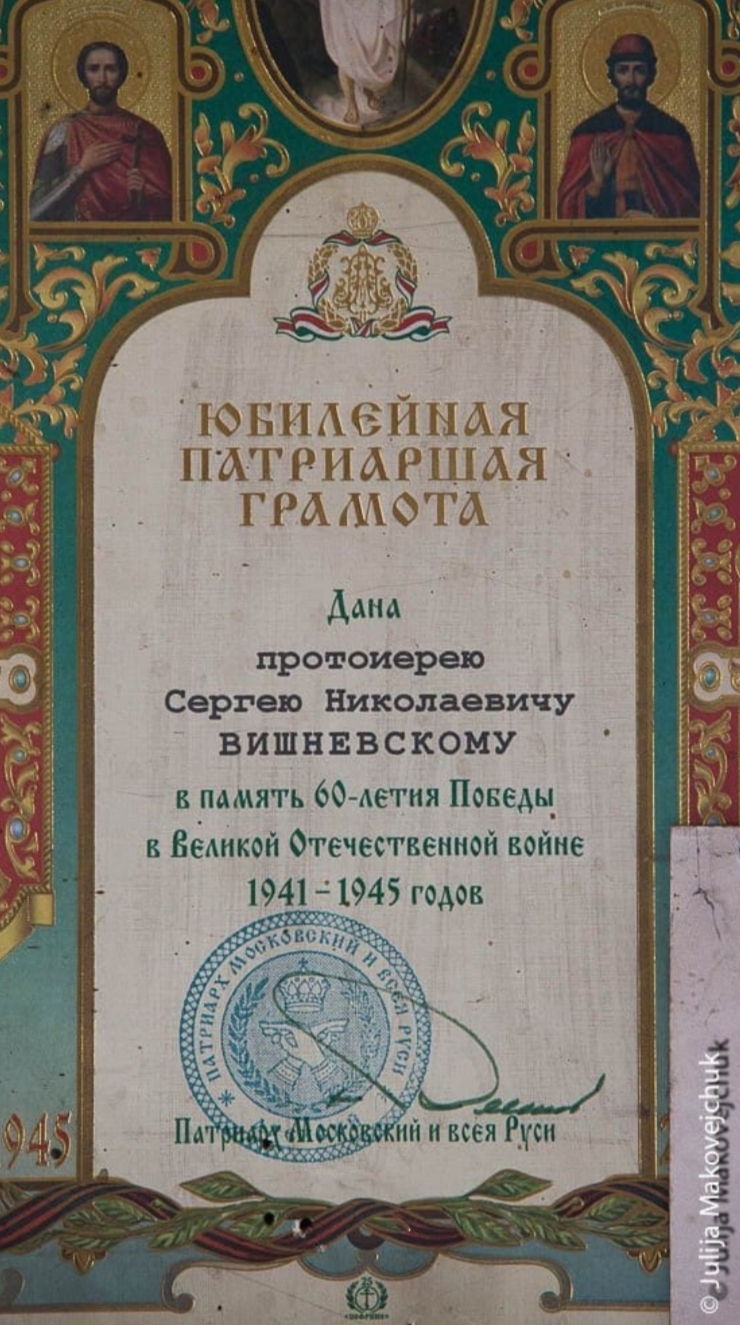 ЮБИЛЕЙНАЯ
ПАТРИАРШАЯ
ГРАМОТА
Дана
протоиерею
Сергею Николаевичу
ВИШНЕВСКОМУ
в память 60-летия Победы
в Великой Отечественной войне
1941–1945 годов
* ПАТРИАРХ МОСКОВСКИЙ И ВСЕЯ РУСИ
Патриарх Московский и всея Руси
945
© Julija Makovejchuk